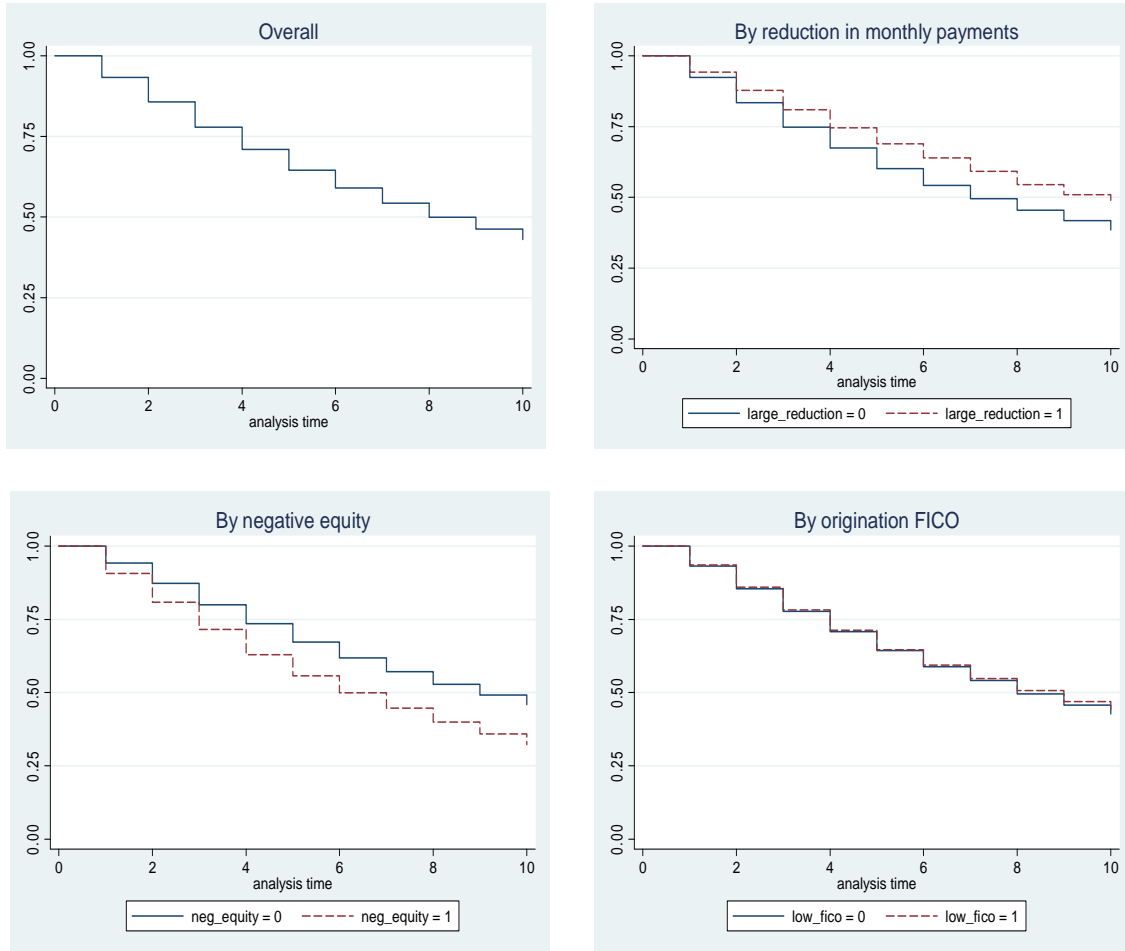 Overall
1.00
0.75
0.50
0.25
0.00
0 2 4 6 8 10
analysis time
By reduction in monthly payments
1.00
0.75
0.50
0.25
0.00
0 2 4 6 8 10
analysis time
large_reduction = 0 large_reduction = 1
By negative equity
1.00
0.75
0.50
0.25
0.00
0 2 4 6 8 10
analysis time
neg_equity = 0 neg_equity = 1
By origination FICO
1.00
0.75
0.50
0.25
0.00
0 2 4 6 8 10
analysis time
low_fico = 0 low_fico = 1